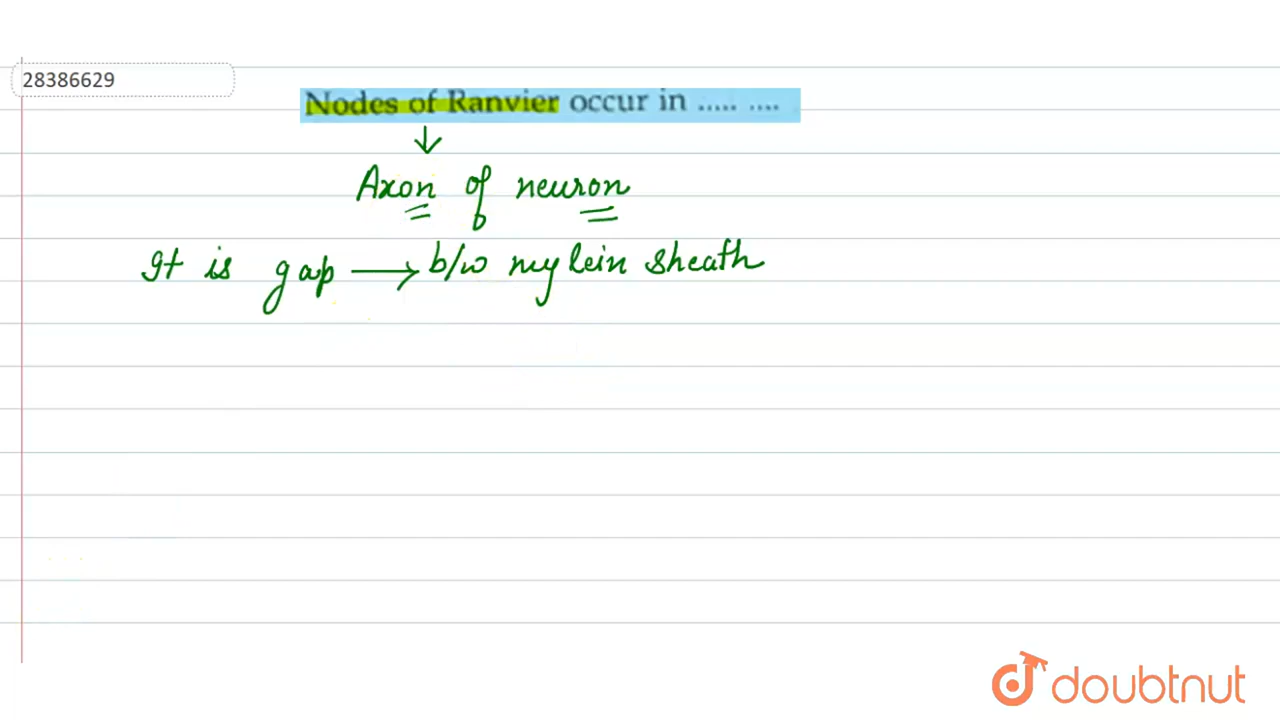 28386629
Nodes of Ranvier occur in ..... ....
↓
Axon of neuron
It is gap → b/w mylein sheath
doubtnut